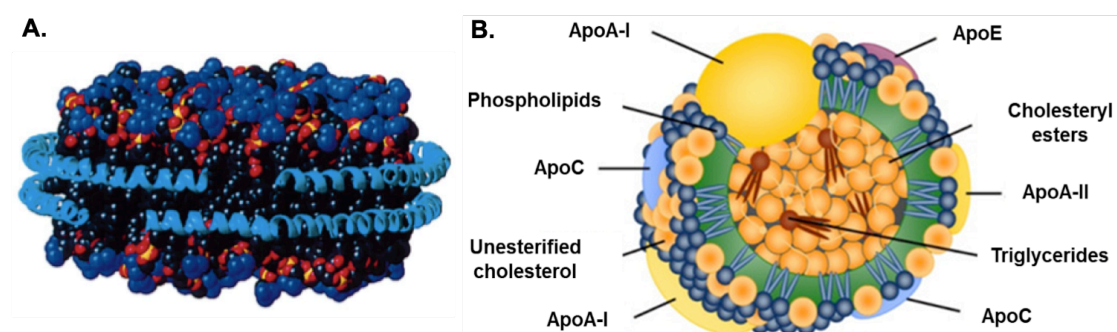 A.
B.
ApoA-I
ApoE
Phospholipids
Cholesteryl
esters
ApoC
ApoA-II
Unesterified
cholesterol
Triglycerides
ApoA-I
ApoC